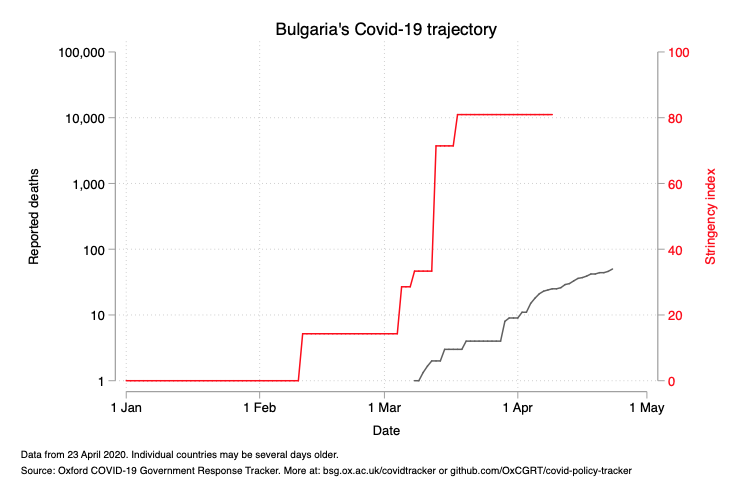 Bulgaria's Covid-19 trajectory
100,000
10,000
1,000
100
10
1
Reported deaths
100
80
60
40
20
0
Stringency index
1 Jan
1 Feb
1 Mar
1 Apr
1 May
Date
Data from 23 April 2020. Individual countries may be several days older.
Source: Oxford COVID-19 Government Response Tracker. More at: bsg.ox.ac.uk/covidtracker or github.com/OxCGRT/covid-policy-tracker